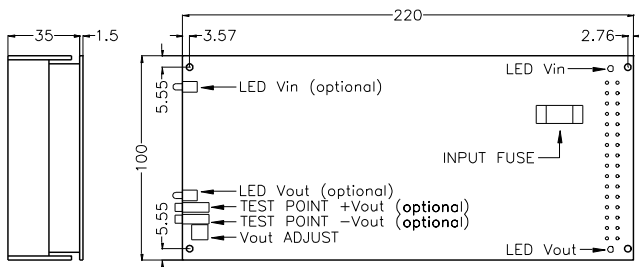 220
35
1.5
3.57
2.76
LED Vin
5.55
LED Vin (optional)
INPUT FUSE
100
LED Vout (optional)
TEST POINT +Vout (optional)
TEST POINT −Vout (optional)
Vout ADJUST
5.55
LED Vout